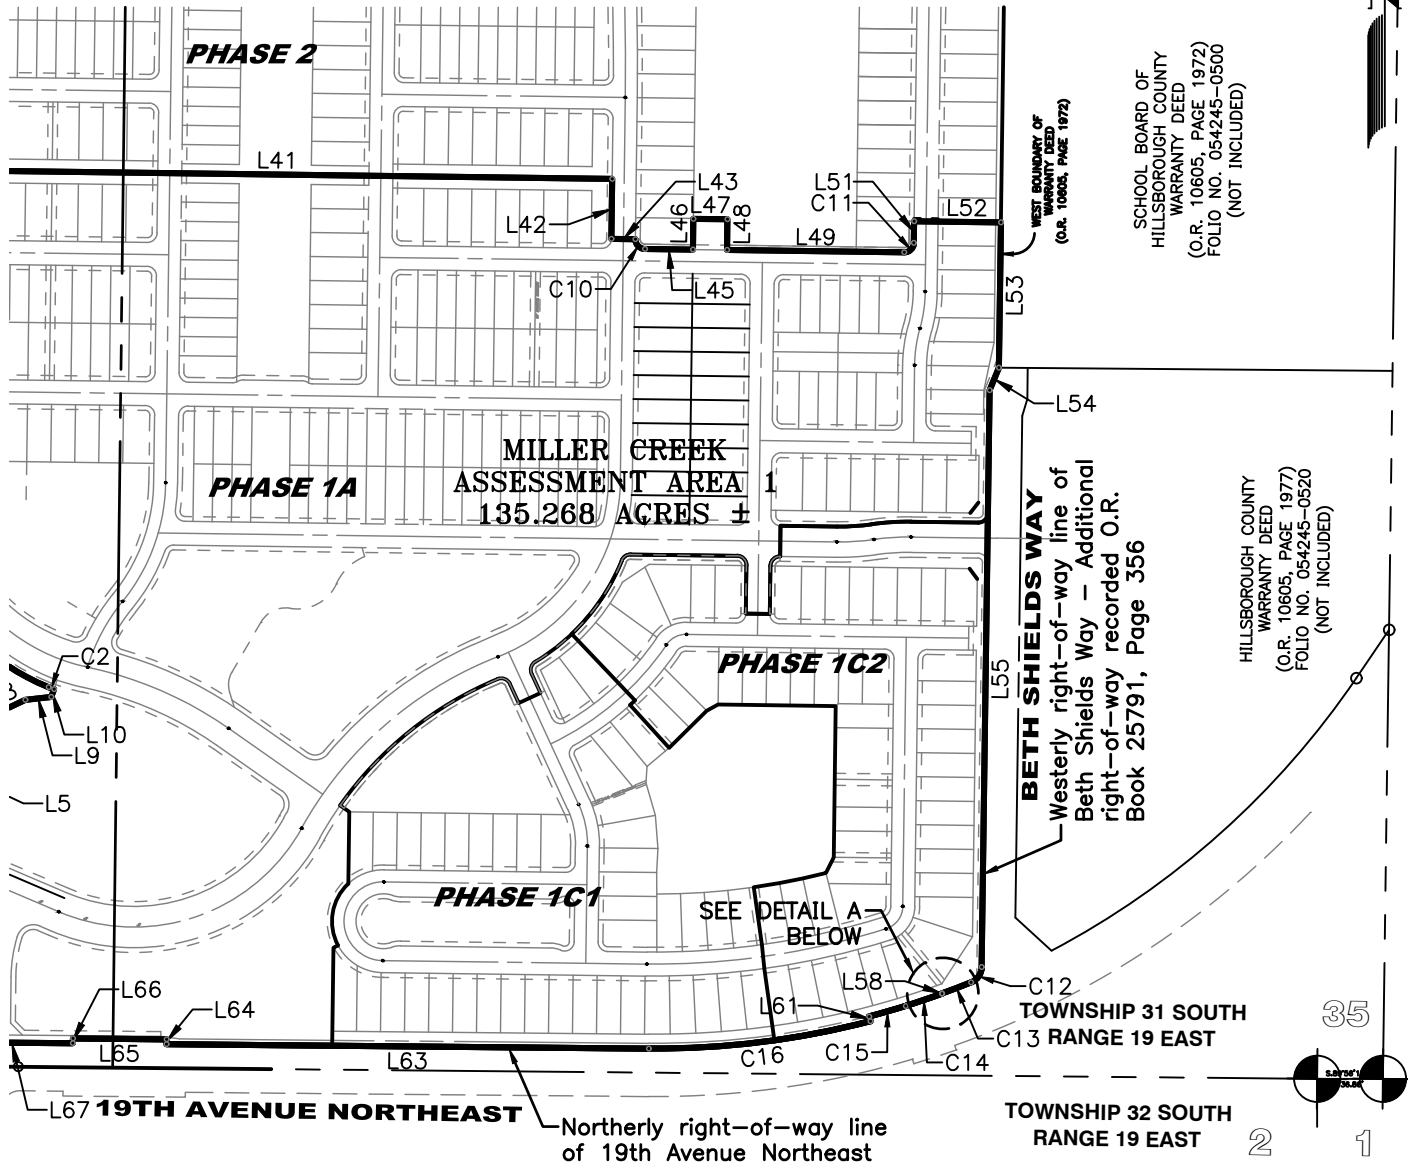 PHASE 2
L41
L42
L43
L47
L46
L48
C10
L45
L49
L51
C11
L52
L53
L54
WEST BOUNDARY OF
WARRANTY DEED
(O.R. 10605, PAGE 1972)
SCHOOL BOARD OF
HILLSBOROUGH COUNTY
WARRANTY DEED
(O.R. 10605, PAGE 1972)
FOLIO NO. 054245-0500
(NOT INCLUDED)
MILLER CREEK
ASSESSMENT AREA 1
135.268 ACRES ±
PHASE 1A
BETH SHIELDS WAY
Westerly right-of-way line of
Beth Shields Way - Additional
right-of-way recorded O.R.
Book 25791, Page 356
HILLSBOROUGH COUNTY
WARRANTY DEED
(O.R. 10605, PAGE 1977)
FOLIO NO. 054245-0520
(NOT INCLUDED)
C2
L10
L9
L5
PHASE 1C2
L55
PHASE 1C1
SEE DETAIL A
BELOW
L58
L61
C12
C13
C14
C15
C16
TOWNSHIP 31 SOUTH
RANGE 19 EAST
35
L66
L64
L65
L63
L67
19TH AVENUE NORTHEAST
Northerly right-of-way line
of 19th Avenue Northeast
TOWNSHIP 32 SOUTH
RANGE 19 EAST
2
1